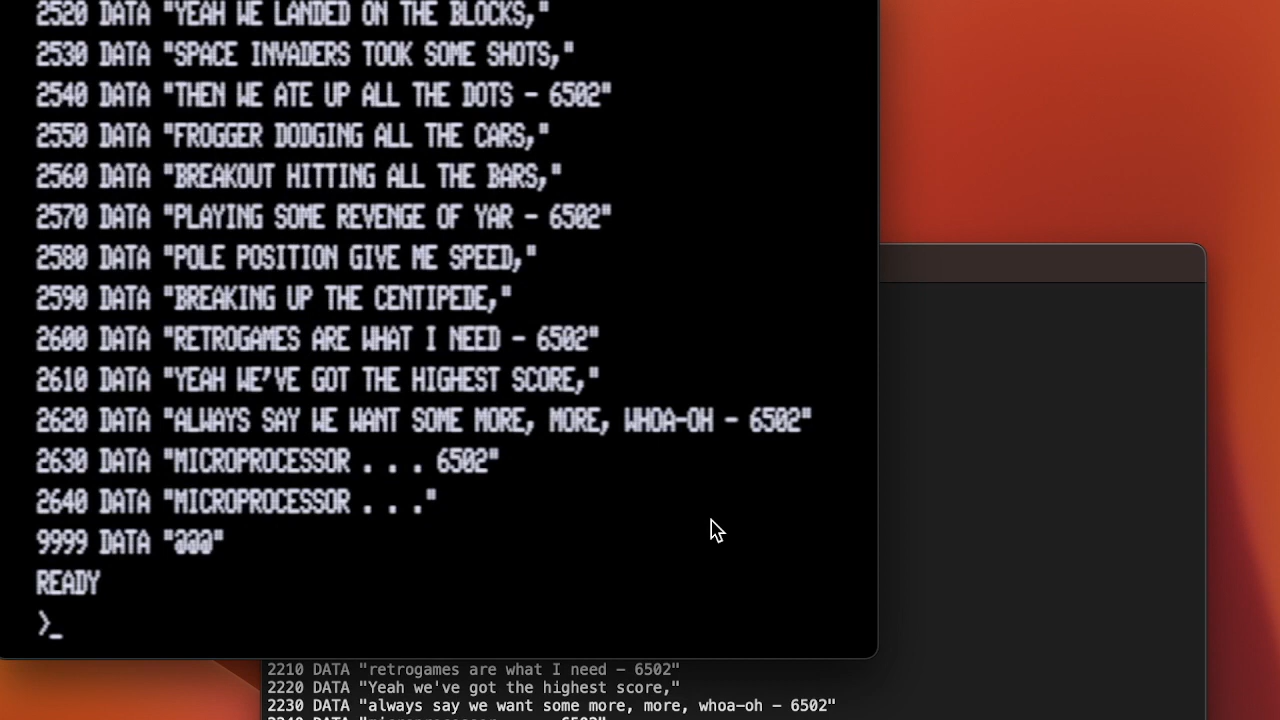 2520 DATA "YEAH WE LANDED ON THE BLOCKS,"
2530 DATA "SPACE INVADERS TOOK SOME SHOTS,"
2540 DATA "THEN WE ATE UP ALL THE DOTS - 6502"
2550 DATA "FROGGER DODGING ALL THE CARS,"
2560 DATA "BREAKOUT HITTING ALL THE BARS,"
2570 DATA "PLAYING SOME REVENGE OF YAR - 6502"
2580 DATA "POLE POSITION GIVE ME SPEED,"
2590 DATA "BREAKING UP THE CENTIPEDE,"
2600 DATA "RETROGAMES ARE WHAT I NEED - 6502"
2610 DATA "YEAH WE'VE GOT THE HIGHEST SCORE,"
2620 DATA "ALWAYS SAY WE WANT SOME MORE, MORE, WHOA-OH - 6502"
2630 DATA "MICROPROCESSOR . . . 6502"
2640 DATA "MICROPROCESSOR . . ."
9999 DATA "@@@"
READY
>_
2210 DATA "retrogames are what I need - 6502"
2220 DATA "Yeah we've got the highest score,"
2230 DATA "always say we want some more, more, whoa-oh - 6502"